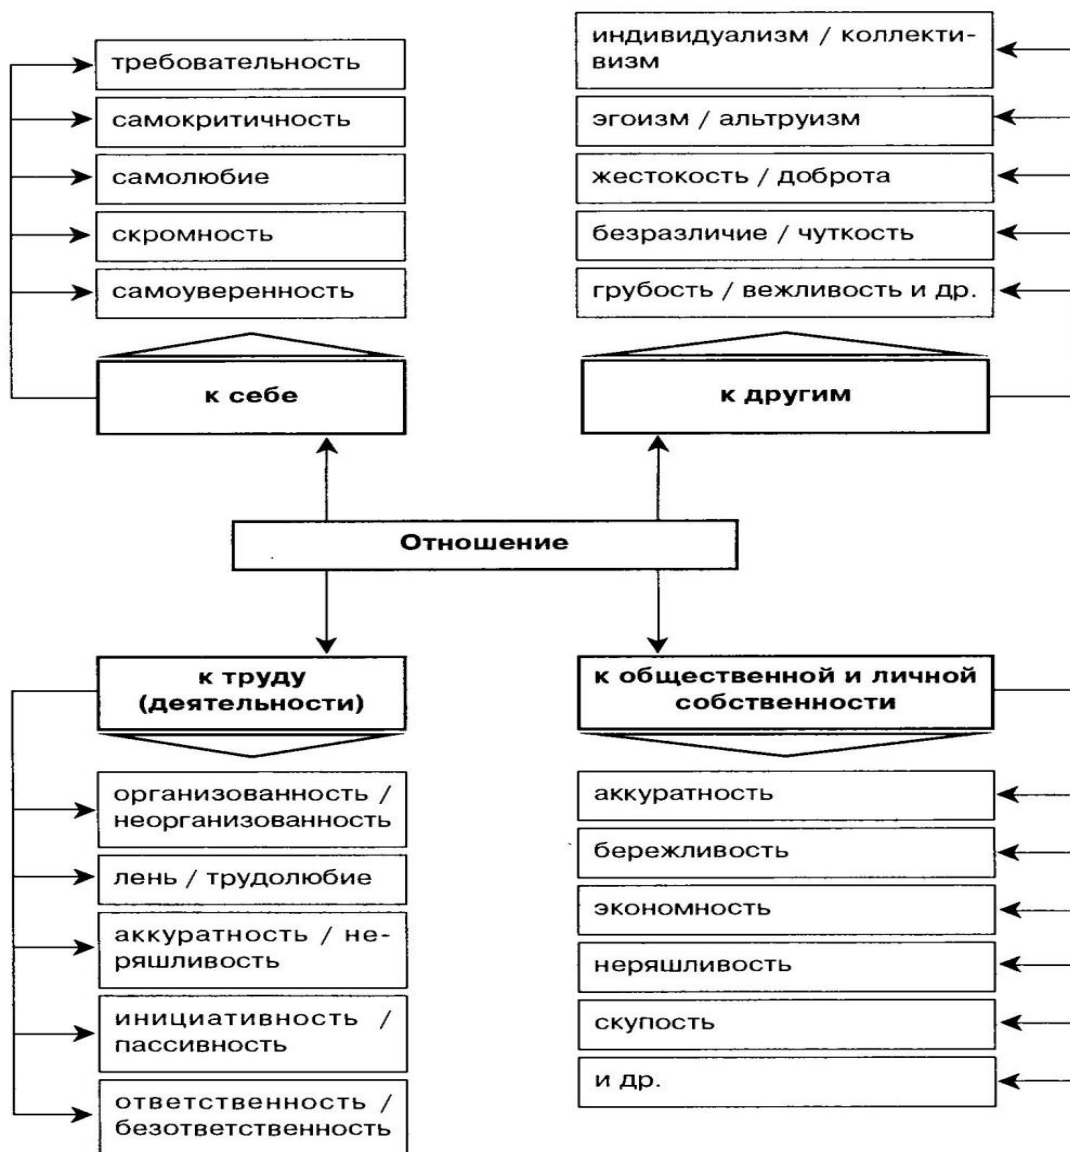 требовательность
самокритичность
самолюбие
скромность
самоуверенность
к себе
индивидуализм / коллекти-
визм
эгоизм / альтруизм
жестокость / доброта
безразличие / чуткость
грубость / вежливость и др.
к другим
Отношение
к труду
(деятельности)
организованность /
неорганизованность
лень / трудолюбие
аккуратность / не-
ряшливость
инициативность /
пассивность
ответственность /
безответственность
к общественной и личной
собственности
аккуратность
бережливость
экономность
неряшливость
скупость
и др.